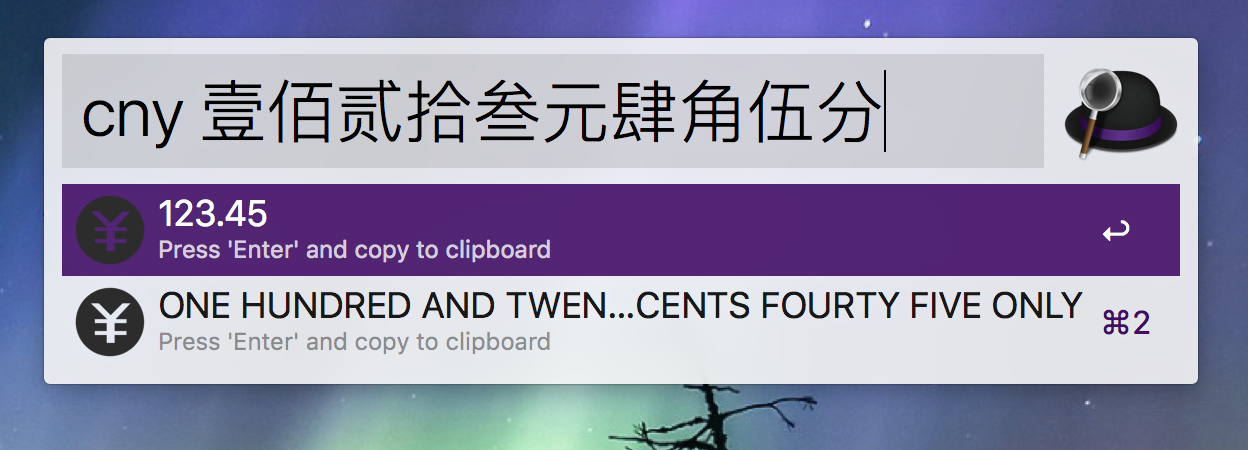 cny 壹佰贰拾叁元肆角伍分
123.45
Press 'Enter' and copy to clipboard
ONE HUNDRED AND TWEN...CENTS FOURTY FIVE ONLY
⌘2
Press 'Enter' and copy to clipboard